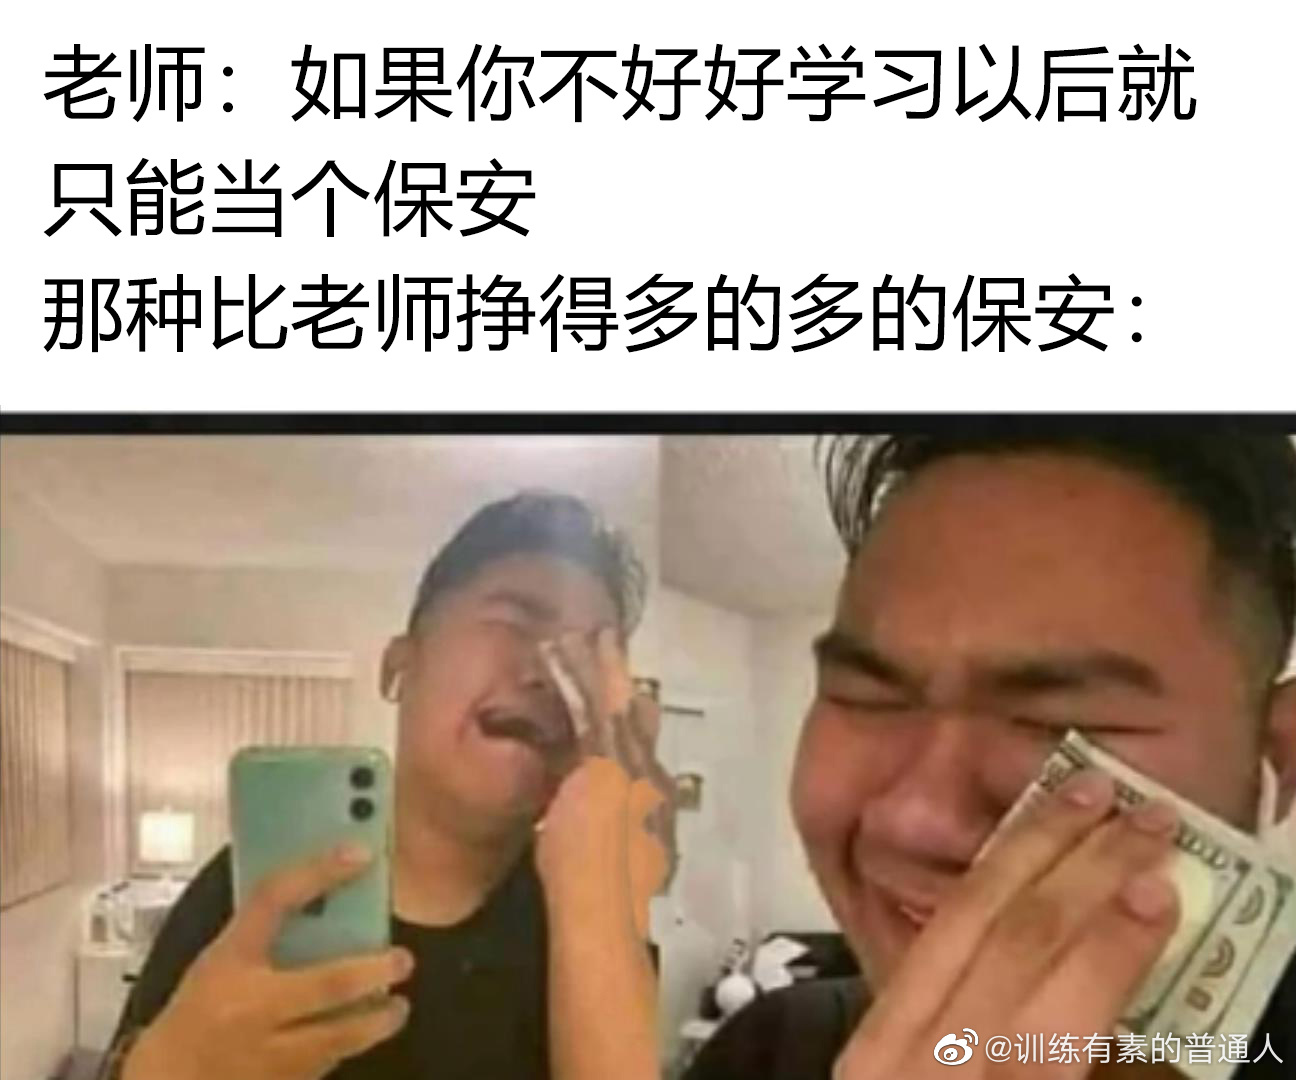 老师：如果你不好好学习以后就
只能当个保安
那种比老师挣得多的多的保安：
@训练有素的普通人